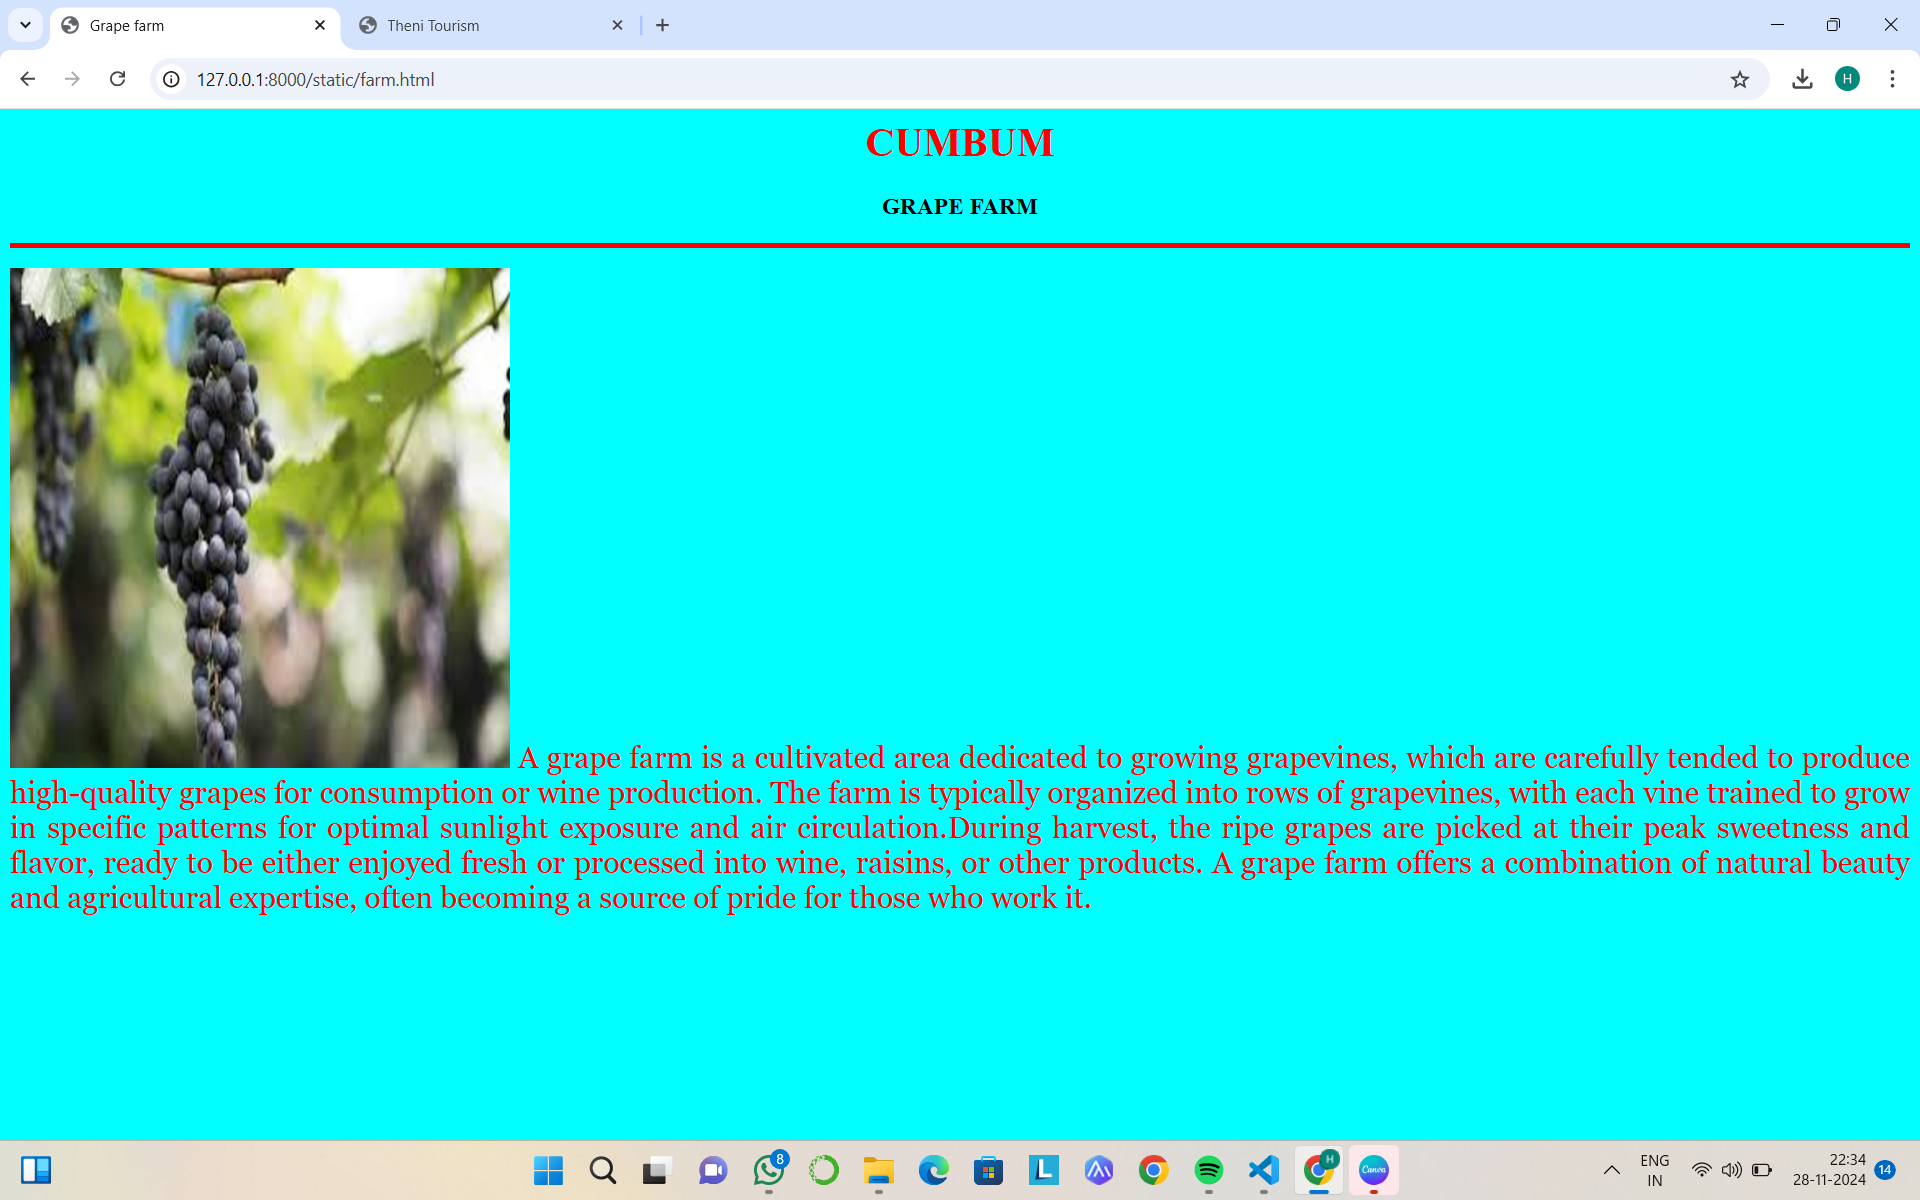 Grape farm
Theni Tourism
127.0.0.1:8000/static/farm.html
H
CUMBUM
GRAPE FARM
A grape farm is a cultivated area dedicated to growing grapevines, which are carefully tended to produce
high-quality grapes for consumption or wine production. The farm is typically organized into rows of grapevines, with each vine trained to grow
in specific patterns for optimal sunlight exposure and air circulation.During harvest, the ripe grapes are picked at their peak sweetness and
flavor, ready to be either enjoyed fresh or processed into wine, raisins, or other products. A grape farm offers a combination of natural beauty
and agricultural expertise, often becoming a source of pride for those who work it.
8
L
H
Canva
ENG
IN
22:34
28-11-2024
14